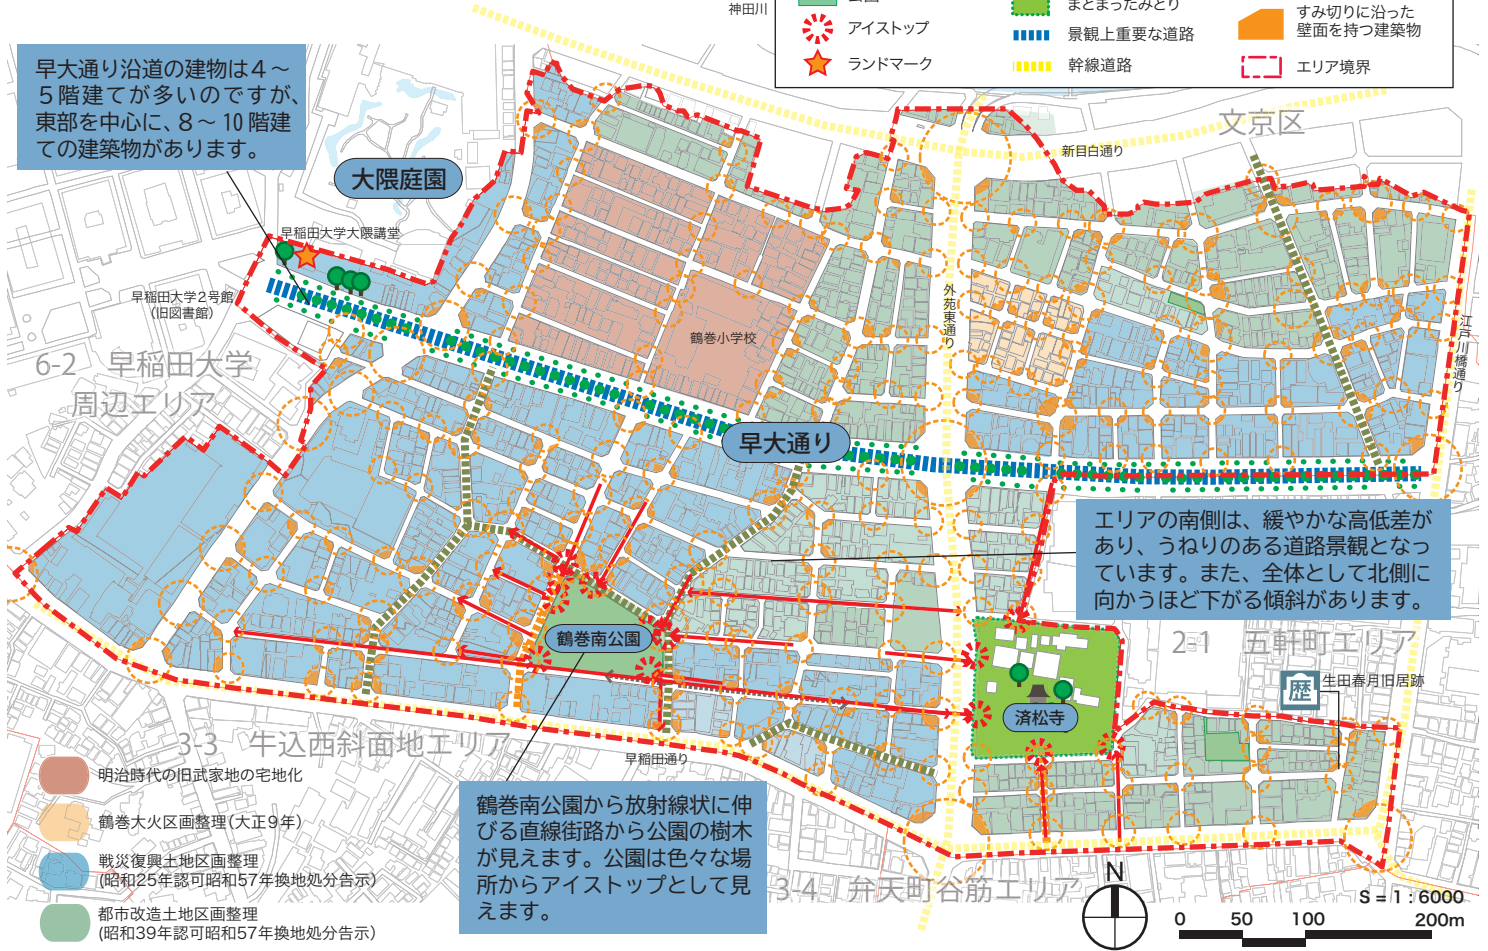 神田川
アイストップ
ランドマーク
まとまったみどり
景観上重要な道路
幹線道路
すみ切りに沿った
壁面を持つ建築物
エリア境界
早大通り沿道の建物は４～
５階建てが多いのですが、
東部を中心に、８～10 階建
ての建築物があります。
文京区
新目白通り
大隈庭園
早稲田大学大隈講堂
早稲田大学２号館
（旧図書館）
6-2 早稲田大学
周辺エリア
鶴巻小学校
外苑東通り
江戸川橋通り
早大通り
エリアの南側は、緩やかな高低差が
あり、うねりのある道路景観となっ
ています。また、全体として北側に
向かうほど下がる傾斜があります。
鶴巻南公園
2-1 五軒町エリア
歴
生田春月旧居跡
済松寺
3-3 牛込西斜面地エリア
早稲田通り
明治時代の旧武家地の宅地化
鶴巻大火区画整理（大正９年）
戦災復興土地区画整理
(昭和25年認可昭和57年換地処分告示)
都市改造土地区画整理
(昭和39年認可昭和57年換地処分告示)
鶴巻南公園から放射線状に伸
びる直線街路から公園の樹木
が見えます。公園は色々な場
所からアイストップとして見
えます。
3-4 弁天町谷筋エリア
N
S = 1 : 6000
0 50 100 200m